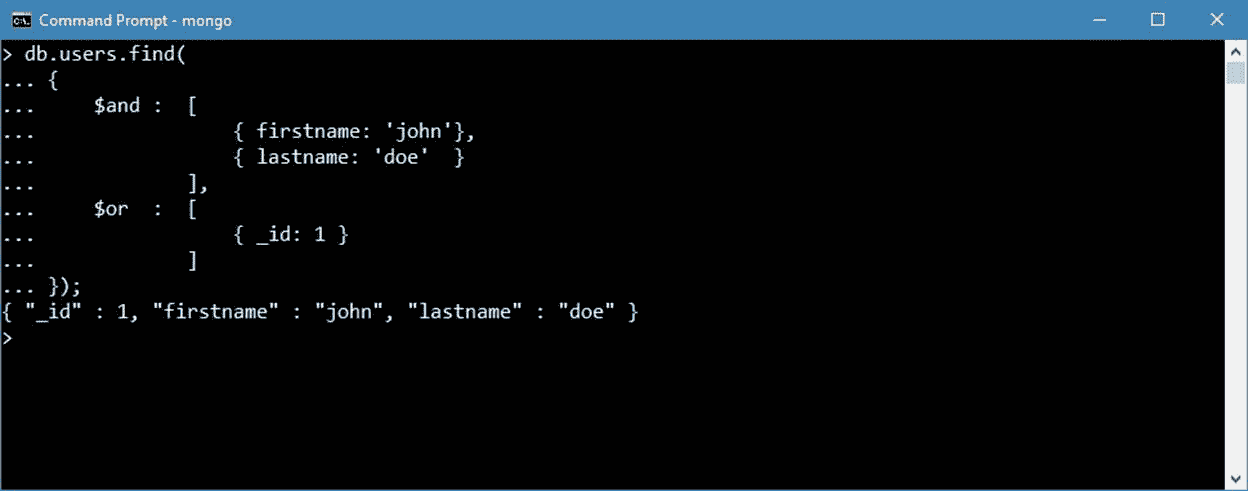 Command Prompt - mongo
> db.users.find(
... {
...     $and :  [
...                 { firstname: 'john'},
...                 { lastname: 'doe'  }
...             ],
...     $or  :  [
...                 { _id: 1 }
...             ]
... });
{ "_id" : 1, "firstname" : "john", "lastname" : "doe" }
>